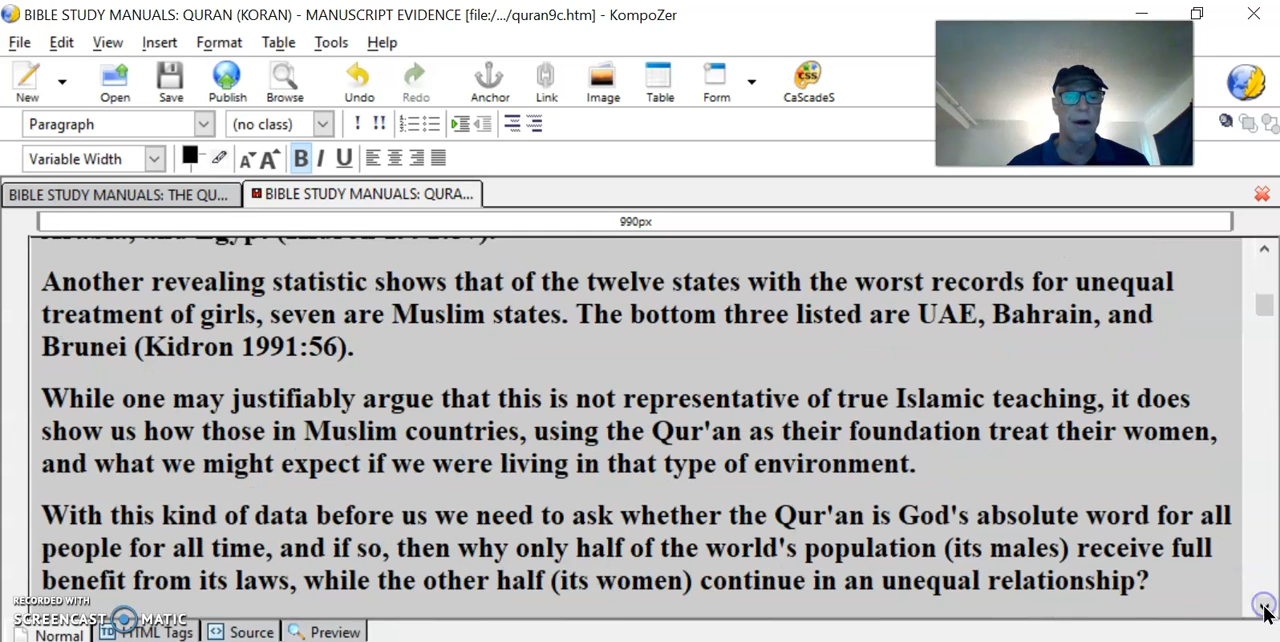 BIBLE STUDY MANUALS: QURAN (KORAN) - MANUSCRIPT EVIDENCE [file:/.../quran9c.htm] - KompoZer
File Edit View Insert Format Table Tools Help
New Open Save Publish Browse Undo Redo Anchor Link Image Table Form CaScadeS
Paragraph (no class)
Variable Width B I U
BIBLE STUDY MANUALS: THE QU... BIBLE STUDY MANUALS: QURA...
990px
Another revealing statistic shows that of the twelve states with the worst records for unequal
treatment of girls, seven are Muslim states. The bottom three listed are UAE, Bahrain, and
Brunei (Kidron 1991:56).
While one may justifiably argue that this is not representative of true Islamic teaching, it does
show us how those in Muslim countries, using the Qur'an as their foundation treat their women,
and what we might expect if we were living in that type of environment.
With this kind of data before us we need to ask whether the Qur'an is God's absolute word for all
people for all time, and if so, then why only half of the world's population (its males) receive full
benefit from its laws, while the other half (its women) continue in an unequal relationship?
RECORDED WITH
SCREENCAST MATIC
Normal HTML Tags Source Preview